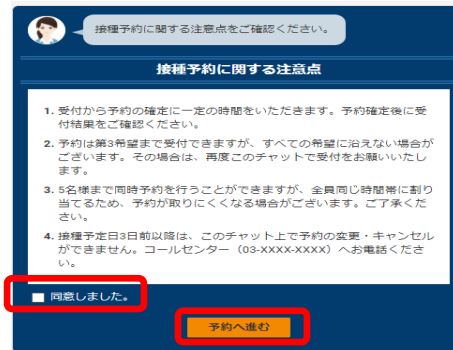 接種予約に関する注意点をご確認ください。
接種予約に関する注意点
1. 受付から予約の確定に一定の時間をいただきます。予約確定後に受
付結果をご確認ください。
2. 予約は第3希望まで受付できますが、すべての希望に沿えない場合が
ございます。その場合は、再度このチャットで受付をお願いいたし
ます。
3. 5名様まで同時予約を行うことができますが、全員同じ時間帯に割り
当てるため、予約が取りにくくなる場合がございます。ご了承くだ
さい。
4. 接種予定日3日前以降は、このチャット上で予約の変更・キャンセル
ができません。コールセンター（03-XXXX-XXXX）へお電話くださ
い。
同意しました。
予約へ進む